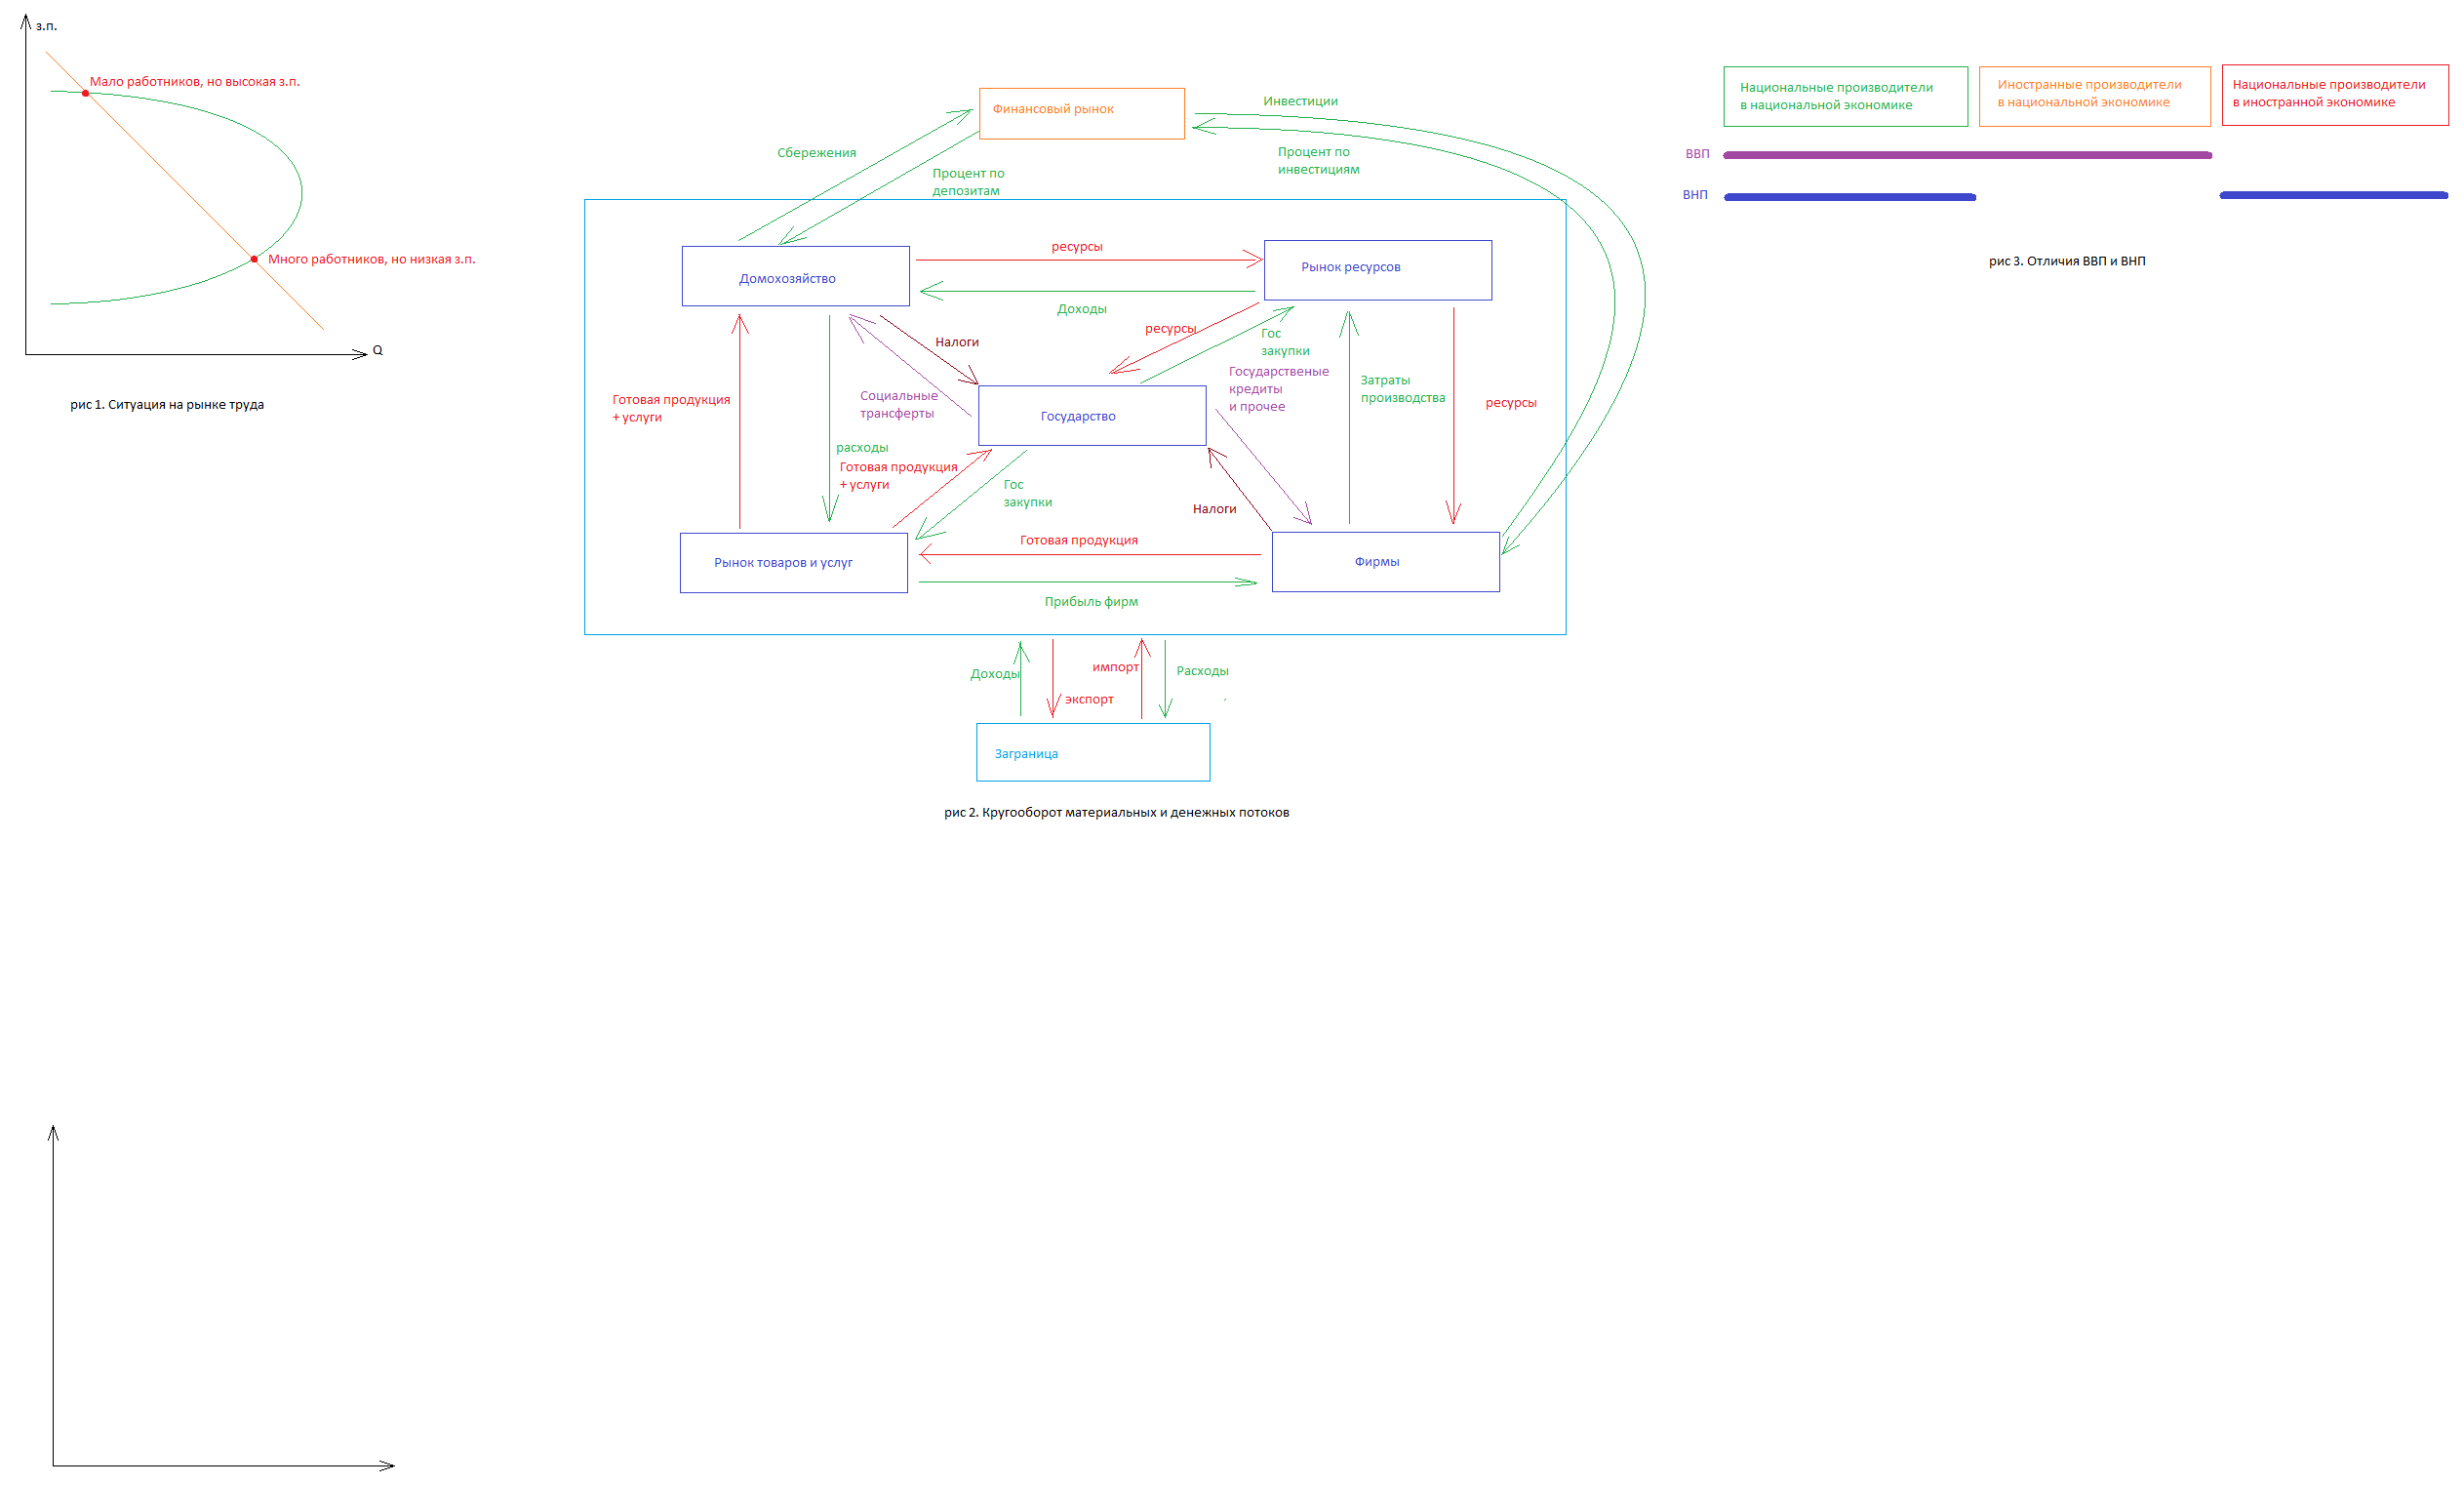 з.п.
Мало работников, но высокая з.п.
Много работников, но низкая з.п.
Q
рис 1. Ситуация на рынке труда
Финансовый рынок
Инвестиции
Сбережения
Процент по
депозитам
Процент по
инвестициям
Домохозяйство
ресурсы
Рынок ресурсов
Доходы
ресурсы
Гос
закупки
Налоги
Социальные
трансферты
Государственые
кредиты
и прочее
Затраты
производства
ресурсы
Готовая продукция
+ услуги
Государство
расходы
Готовая продукция
+ услуги
Гос
закупки
Налоги
Готовая продукция
Рынок товаров и услуг
Фирмы
Прибыль фирм
Доходы
экспорт
импорт
Расходы
Заграница
рис 2. Кругооборот материальных и денежных потоков
Национальные производители
в национальной экономике
Иностранные производители
в национальной экономике
Национальные производители
в иностранной экономике
ВВП
ВНП
рис 3. Отличия ВВП и ВНП